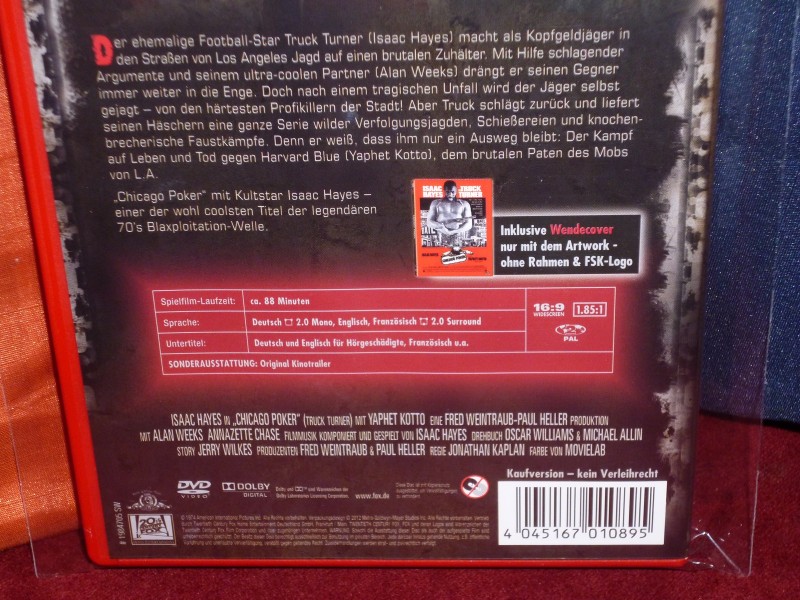 Der ehemalige Football-Star Truck Turner (Isaac Hayes) macht als Kopfgeldjäger in
den Straßen von Los Angeles Jagd auf einen brutalen Zuhälter. Mit Hilfe schlagender
Argumente und seinem ultra-coolen Partner (Alan Weeks) drängt er seinen Gegner
immer weiter in die Enge. Doch nach einem tragischen Unfall wird der Jäger selbst
gejagt – von den härtesten Profikillern der Stadt! Aber Truck schlägt zurück und liefert
seinen Häschern eine ganze Serie wilder Verfolgungsjagden, Schießereien und knochen-
brecherische Faustkämpfe. Denn er weiß, dass ihm nur ein Ausweg bleibt: Der Kampf
auf Leben und Tod gegen Harvard Blue (Yaphet Kotto), dem brutalen Paten des Mobs
von L.A.
„Chicago Poker“ mit Kultstar Isaac Hayes –
einer der wohl coolsten Titel der legendären
70's Blaxploitation-Welle.
ISAAC HAYES TRUCK TURNER
CHICAGO POKER
Inklusive Wendecover
nur mit dem Artwork -
ohne Rahmen & FSK-Logo
Spielfilm-Laufzeit: ca. 88 Minuten
Sprache: Deutsch 2.0 Mono, Englisch, Französisch 2.0 Surround
Untertitel: Deutsch und Englisch für Hörgeschädigte, Französisch u.a.
SONDERAUSSTATTUNG: Original Kinotrailer
16:9 WIDESCREEN 1.85:1
PAL
ISAAC HAYES IN „CHICAGO POKER“ (TRUCK TURNER) MIT YAPHET KOTTO EINE FRED WEINTRAUB-PAUL HELLER PRODUKTION
MIT ALAN WEEKS ANNAZETTE CHASE FILMMUSIK KOMPONIERT UND GESPIELT VON ISAAC HAYES DREHBUCH OSCAR WILLIAMS & MICHAEL ALLIN
STORY JERRY WILKES PRODUZENTEN FRED WEINTRAUB & PAUL HELLER REGIE JONATHAN KAPLAN FARBE VON MOVIELAB
Kaufversion – kein Verleihrecht
DVD VIDEO
DOLBY DIGITAL
www.fox.de
# 1984705 SW
20th CENTURY FOX
4 045167 010895